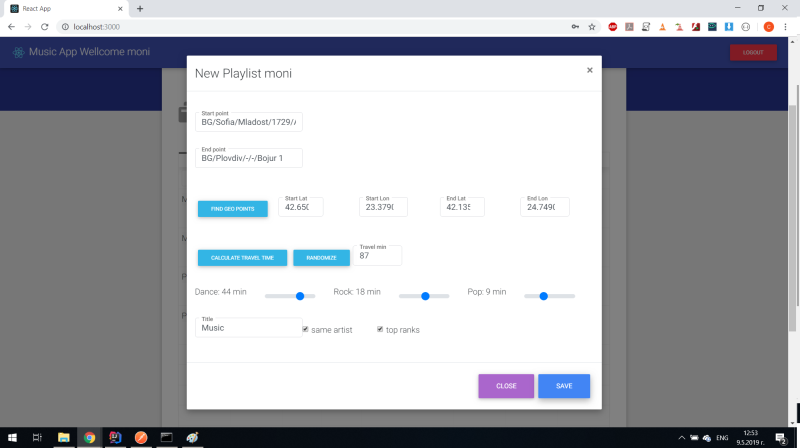 React App
localhost:3000
Music App Wellcome moni
LOGOUT
New Playlist moni
×
Start point
BG/Sofia/Mladost/1729/
End point
BG/Plovdiv/-/-/Bojur 1
FIND GEO POINTS
Start Lat
42.650
Start Lon
23.3790
End Lat
42.135
End Lon
24.7490
CALCULATE TRAVEL TIME
RANDOMIZE
Travel min
87
Dance: 44 min
Rock: 18 min
Pop: 9 min
Title
Music
same artist
top ranks
CLOSE
SAVE
ENG
12:53
9.5.2019 г.
2